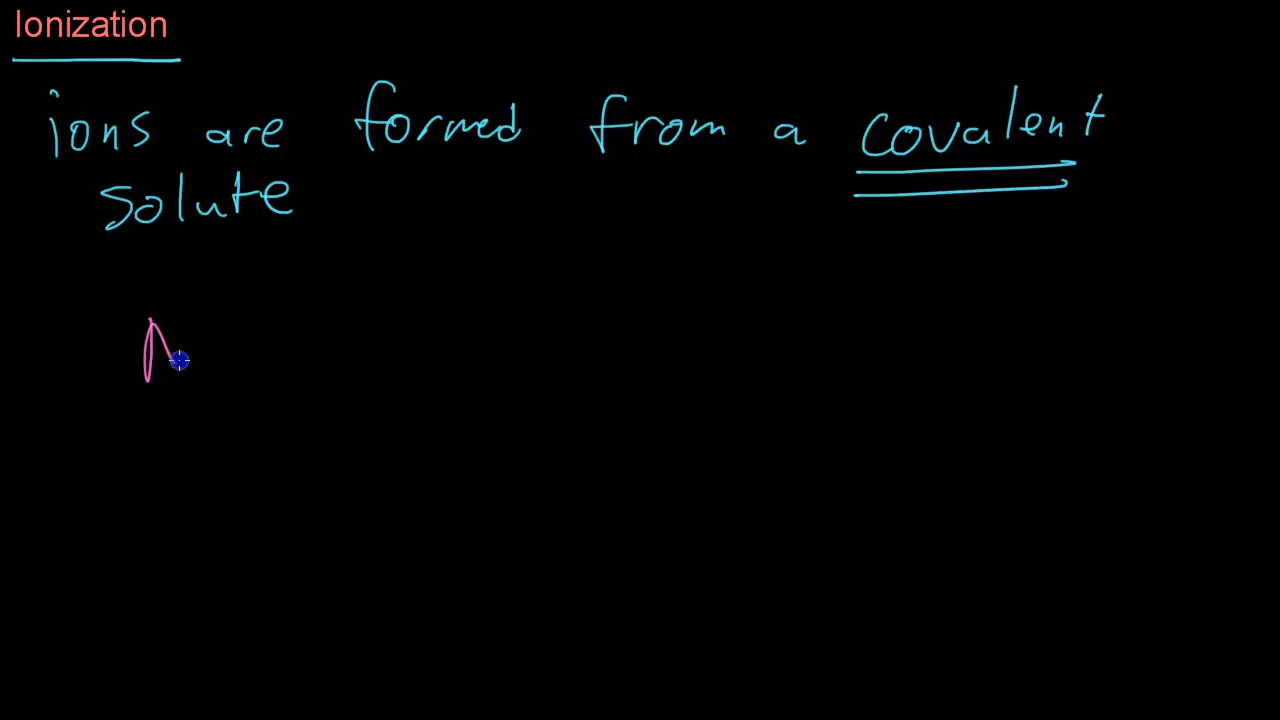 Ionization
ions are formed from a covalent
solute